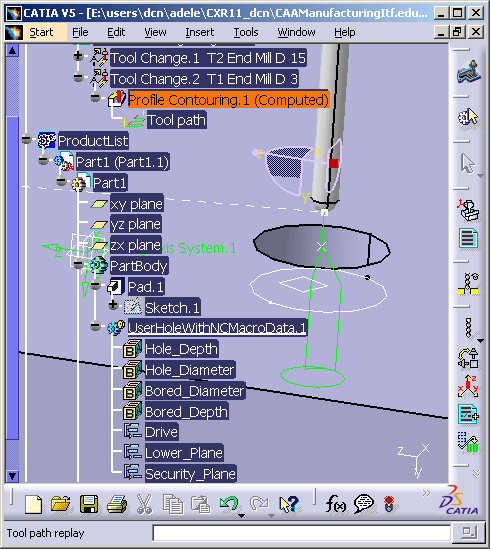 CATIA V5 - [E:\users\dcn\adele\CXR11_dcn\CAAManufacturingItf.edu...
Start File Edit View Insert Tools Window Help
Tool Change.1 T2 End Mill D 15
Tool Change.2 T1 End Mill D 3
Profile Contouring.1 (Computed)
Tool path
ProductList
Part1 (Part1.1)
Part1
xy plane
yz plane
zx plane
is System.1
PartBody
Pad.1
Sketch.1
UserHoleWithNCMacroData.1
Hole_Depth
Hole_Diameter
Bored_Diameter
Bored_Depth
Drive
Lower_Plane
Security_Plane
Y
Y
z
x
y
f(x)
CATIA
Tool path replay